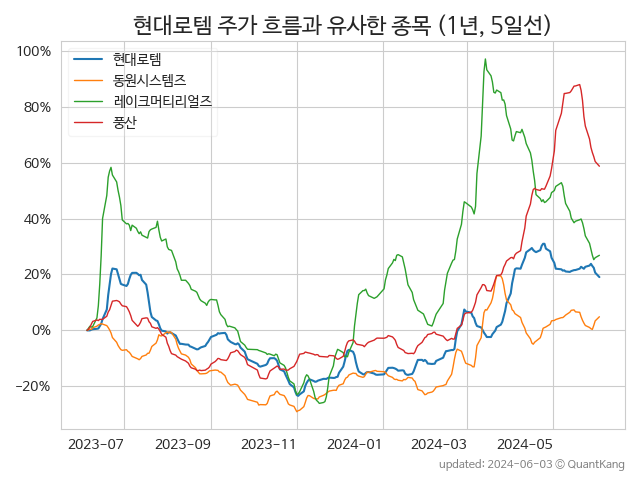 현대로템 주가 흐름과 유사한 종목 (1년, 5일선)
100%
80%
60%
40%
20%
0%
−20%
현대로템
동원시스템즈
레이크머티리얼즈
풍산
2023−07 2023−09 2023−11 2024−01 2024−03 2024−05
updated: 2024-06-03 ⓒ QuantKang